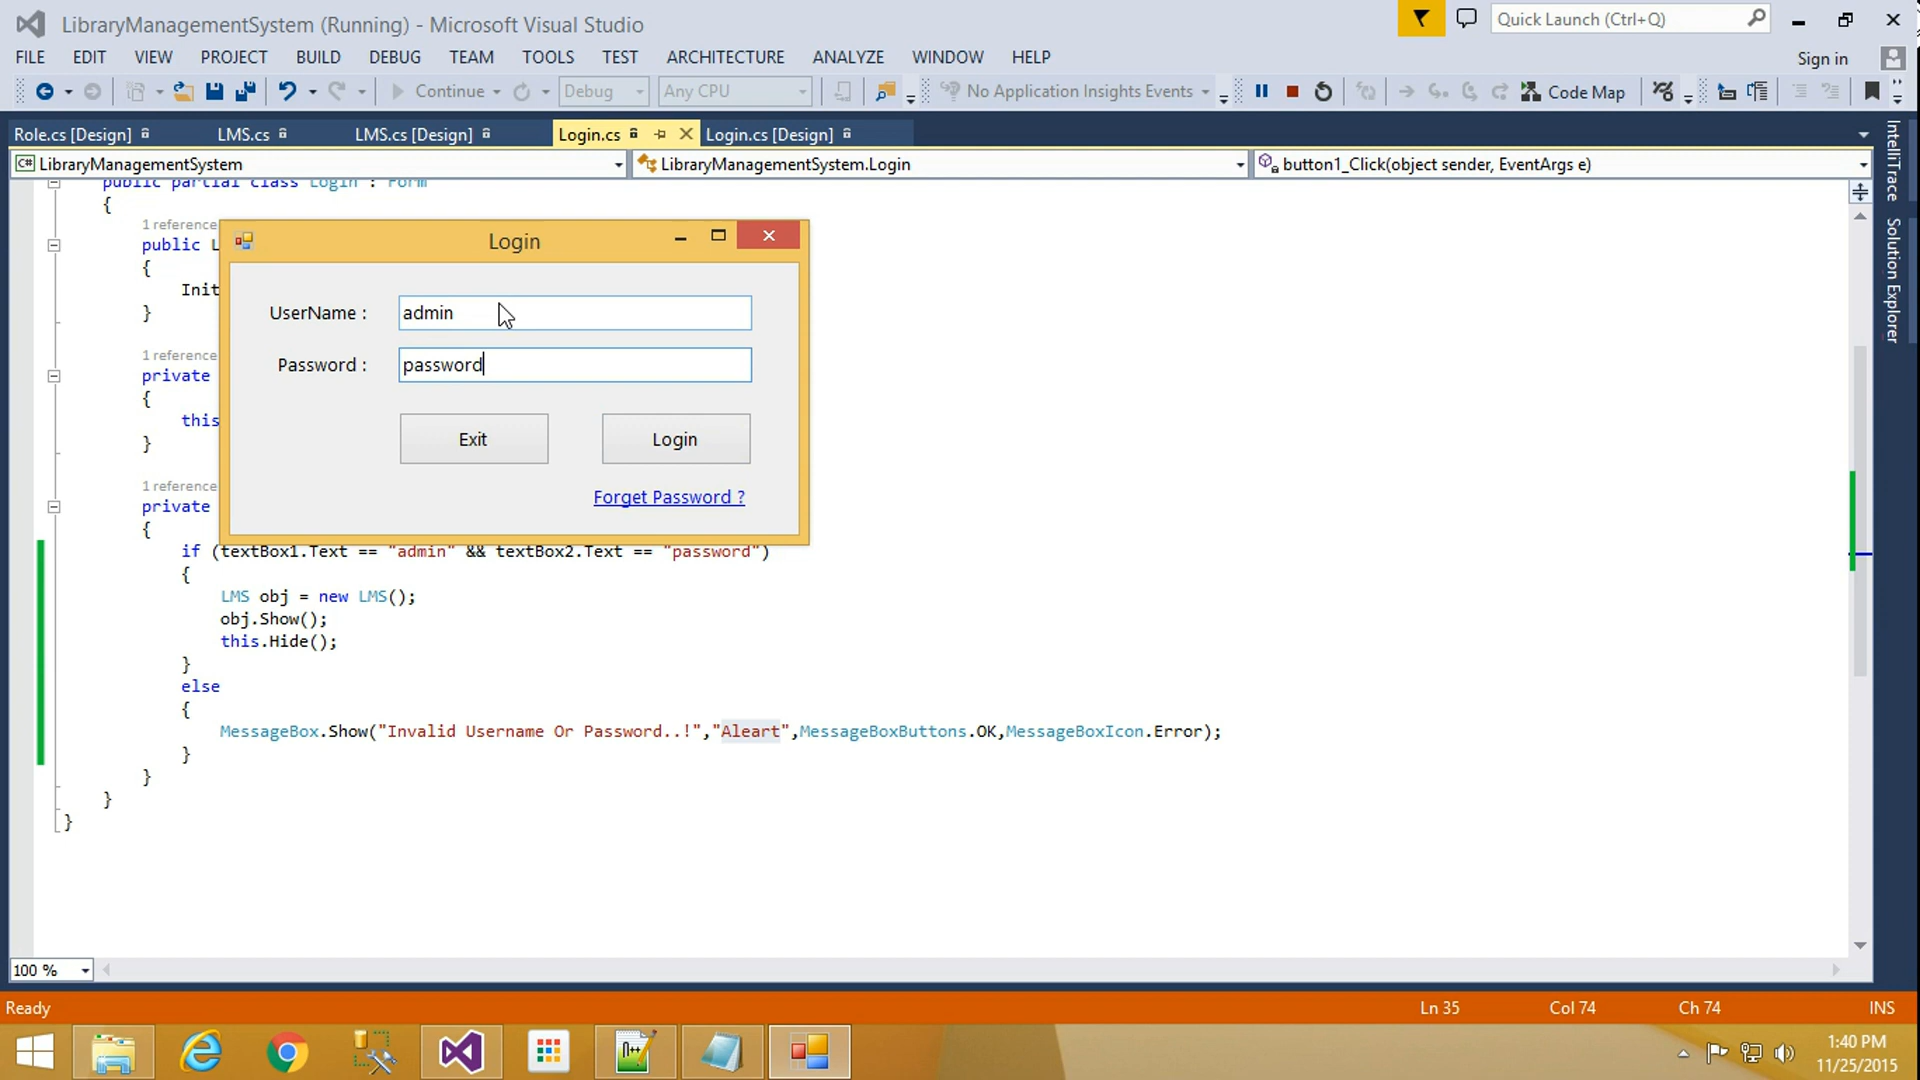 LibraryManagementSystem (Running) - Microsoft Visual Studio
Quick Launch (Ctrl+Q)
FILE EDIT VIEW PROJECT BUILD DEBUG TEAM TOOLS TEST ARCHITECTURE ANALYZE WINDOW HELP
Sign in
Continue Debug Any CPU No Application Insights Events Code Map
Role.cs [Design] LMS.cs LMS.cs [Design] Login.cs Login.cs [Design]
C# LibraryManagementSystem LibraryManagementSystem.Login button1_Click(object sender, EventArgs e)
IntelliTrace
Solution Explorer
public partial class Login : Form
{
1 reference
public L
{
Init
}
1 reference
private
{
this
}
1 reference
private
{
Login
UserName : admin
Password : password
Exit Login
Forget Password ?
if (textBox1.Text == "admin" && textBox2.Text == "password")
{
LMS obj = new LMS();
obj.Show();
this.Hide();
}
else
{
MessageBox.Show("Invalid Username Or Password..!","Aleart",MessageBoxButtons.OK,MessageBoxIcon.Error);
}
}
}
}
100 %
Ready Ln 35 Col 74 Ch 74 INS
n++
1:40 PM
11/25/2015